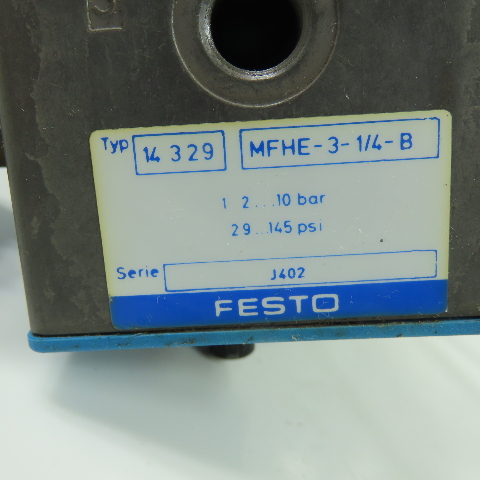 Typ 14 329 MFHE-3-1/4-B
1 2...10 bar
29...145 psi
Serie J402
FESTO